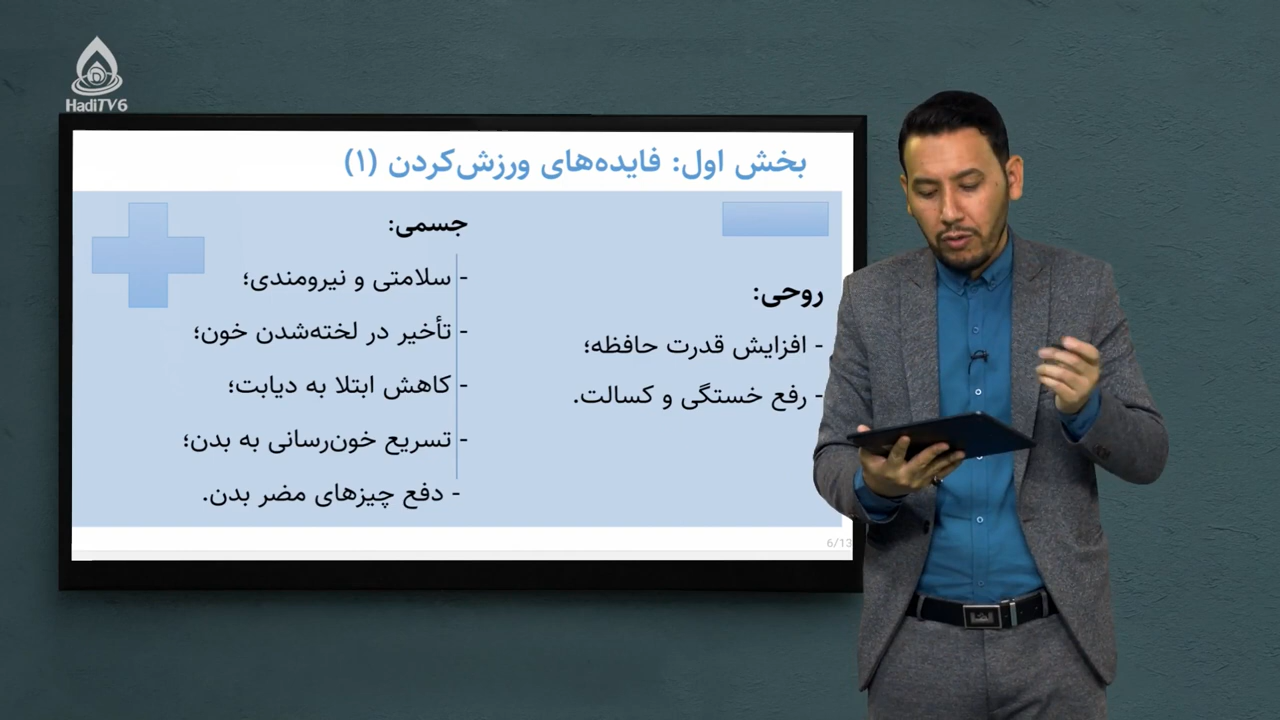 HadiTV6
بخش اول: فایده‌های ورزش‌کردن (۱)
روحی:
- افزایش قدرت حافظه؛
- رفع خستگی و کسالت.
جسمی:
- سلامتی و نیرومندی؛
- تأخیر در لخته‌شدن خون؛
- کاهش ابتلا به دیابت؛
- تسریع خون‌رسانی به بدن؛
- دفع چیزهای مضر بدن.
6/13